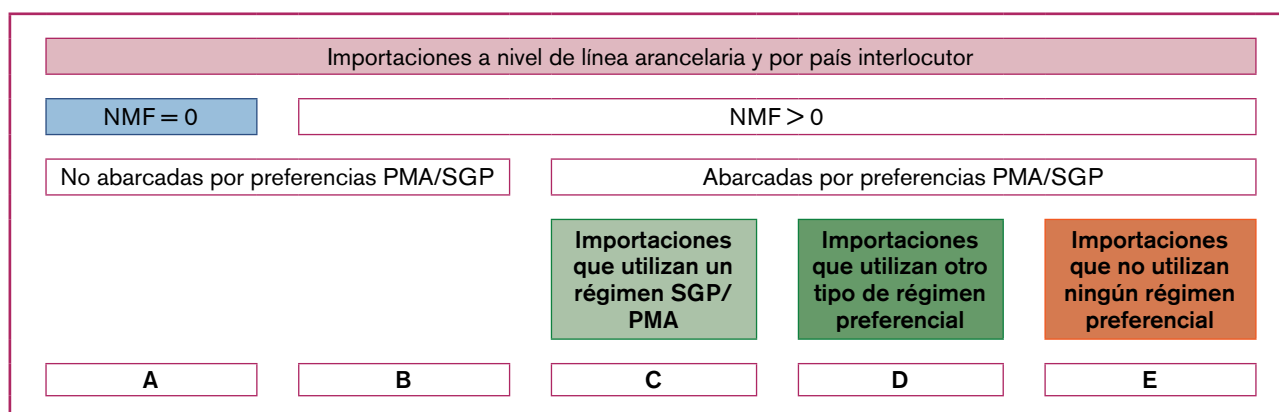 Importaciones a nivel de línea arancelaria y por país interlocutor
NMF = 0
NMF > 0
No abarcadas por preferencias PMA/SGP
Abarcadas por preferencias PMA/SGP
Importaciones
que utilizan un
régimen SGP/
PMA
Importaciones
que utilizan otro
tipo de régimen
preferencial
Importaciones
que no utilizan
ningún régimen
preferencial
A
B
C
D
E